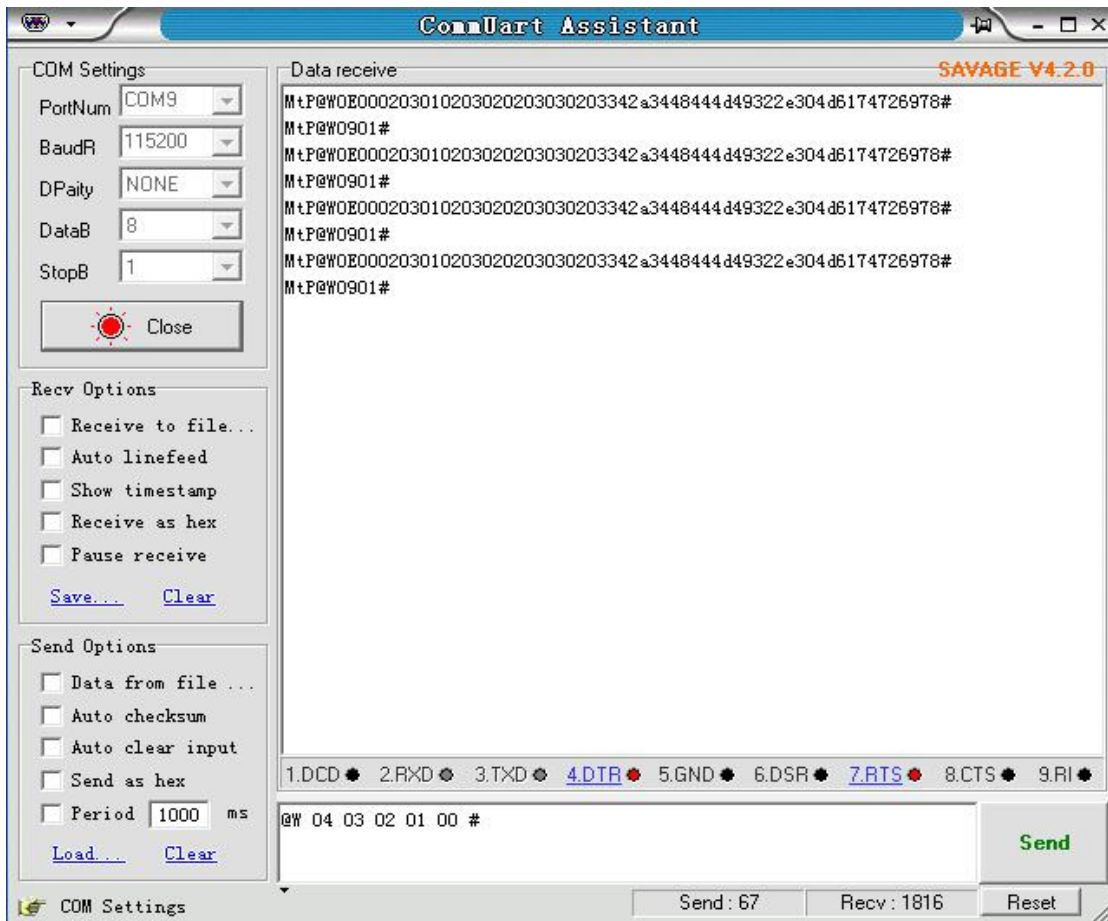 CommUart Assistant
COM Settings
PortNum COM9
BaudR 115200
DPaity NONE
DataB 8
StopB 1
Close
Recv Options
Receive to file...
Auto linefeed
Show timestamp
Receive as hex
Pause receive
Save... Clear
Send Options
Data from file ...
Auto checksum
Auto clear input
Send as hex
Period 1000 ms
Load... Clear
COM Settings
Data receive SAVAGE V4.2.0
MtP@W0E00020301020302020303020334​2a3448444d49322e304d6174726978#
MtP@W0901#
MtP@W0E000203010203020203030203342a3448444d49322e304d6174726978#
MtP@W0901#
MtP@W0E000203010203020203030203342a3448444d49322e304d6174726978#
MtP@W0901#
MtP@W0E000203010203020203030203342a3448444d49322e304d6174726978#
MtP@W0901#
1.DCD 2.RXD 3.TXD 4.DTR 5.GND 6.DSR 7.RTS 8.CTS 9.RI
@W 04 03 02 01 00 #
Send
Send : 67 Recv : 1816 Reset